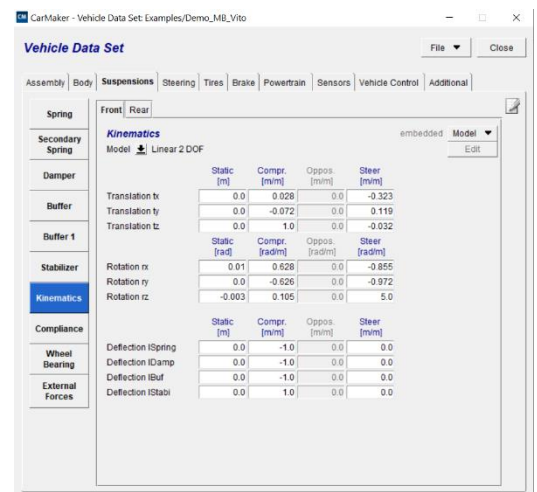 CM CarMaker - Vehicle Data Set: Examples/Demo_MB_Vito
Vehicle Data Set File Close
Assembly Body Suspensions Steering Tires Brake Powertrain Sensors Vehicle Control Additional
Spring
Secondary Spring
Damper
Buffer
Buffer 1
Stabilizer
Kinematics
Compliance
Wheel Bearing
External Forces
Front Rear
Kinematics embedded Model
Model Linear 2 DOF Edit
Static [m] Compr. [m/m] Oppos. [m/m] Steer [m/m]
Translation tx 0.0 0.028 0.0 -0.323
Translation ty 0.0 -0.072 0.0 0.119
Translation tz 0.0 1.0 0.0 -0.032
Static [rad] Compr. [rad/m] Oppos. [rad/m] Steer [rad/m]
Rotation rx 0.01 0.628 0.0 -0.855
Rotation ry 0.0 -0.626 0.0 -0.972
Rotation rz -0.003 0.105 0.0 5.0
Static [m] Compr. [m/m] Oppos. [m/m] Steer [m/m]
Deflection lSpring 0.0 -1.0 0.0 0.0
Deflection lDamp 0.0 -1.0 0.0 0.0
Deflection lBuf 0.0 -1.0 0.0 0.0
Deflection lStabi 0.0 1.0 0.0 0.0